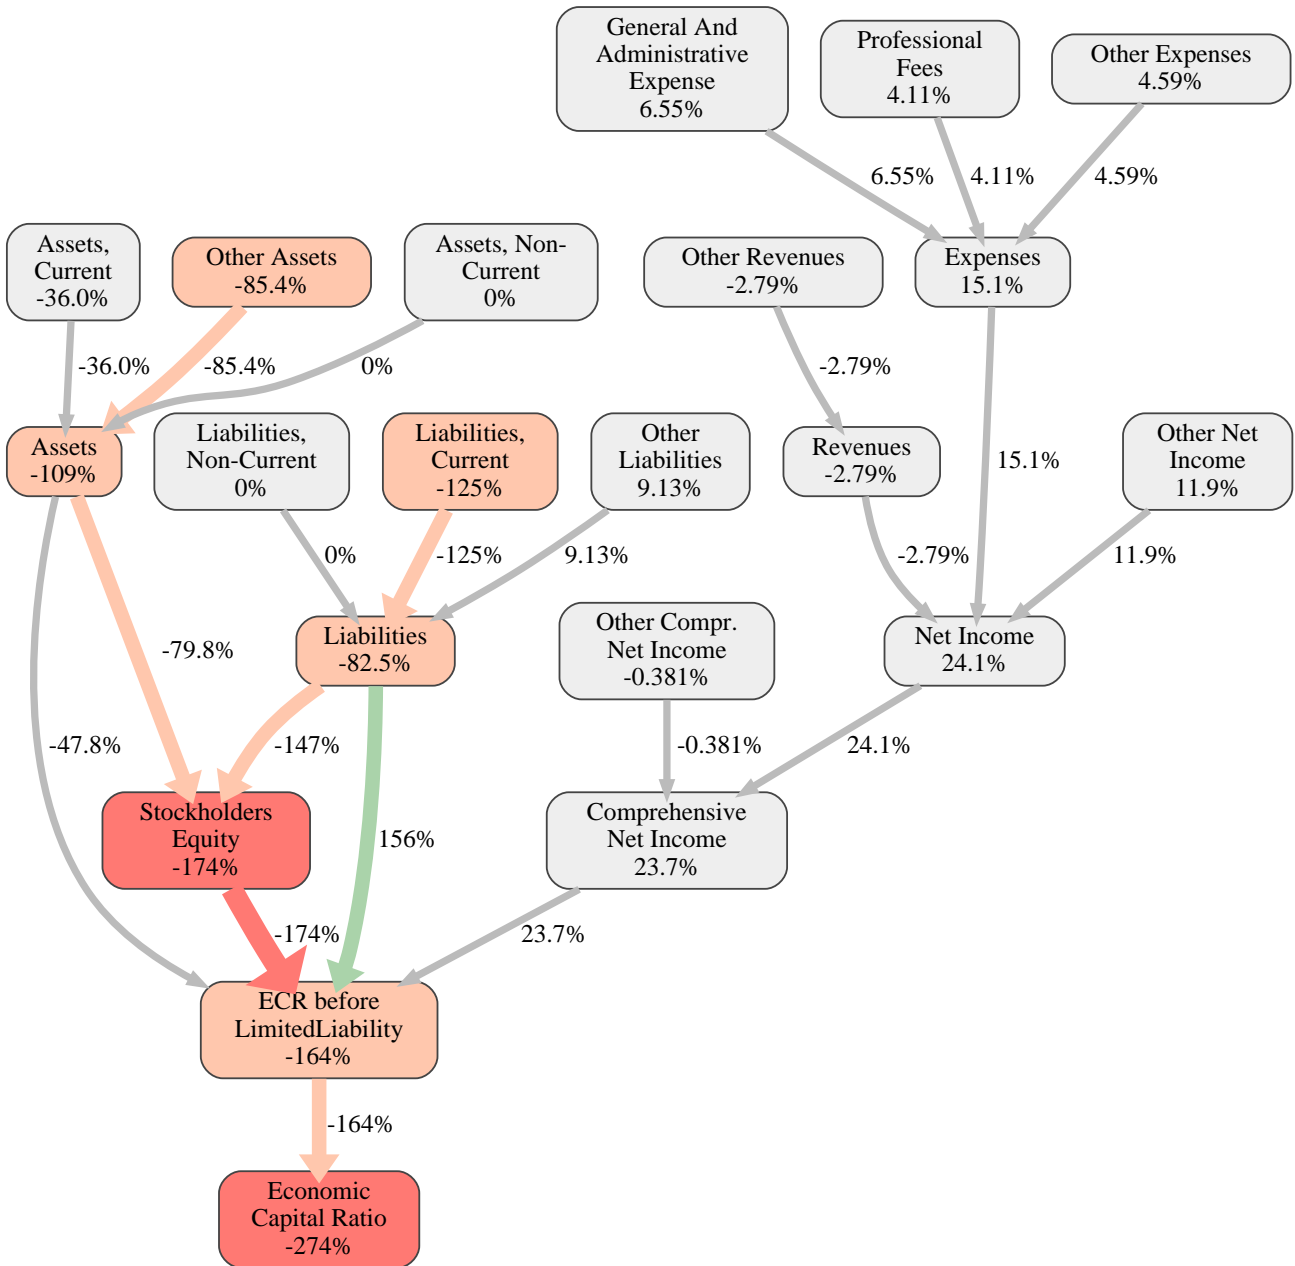 General And
Administrative
Expense
6.55%
Professional
Fees
4.11%
Other Expenses
4.59%
6.55%
4.11%
4.59%
Assets,
Current
-36.0%
Other Assets
-85.4%
Assets, Non-
Current
0%
Other Revenues
-2.79%
Expenses
15.1%
-36.0%
-85.4%
0%
-2.79%
Assets
-109%
Liabilities,
Non-Current
0%
Liabilities,
Current
-125%
Other
Liabilities
9.13%
Revenues
-2.79%
15.1%
Other Net
Income
11.9%
0%
-125%
9.13%
-2.79%
11.9%
-79.8%
Liabilities
-82.5%
Other Compr.
Net Income
-0.381%
Net Income
24.1%
-47.8%
-147%
-0.381%
24.1%
Stockholders
Equity
-174%
156%
Comprehensive
Net Income
23.7%
-174%
23.7%
ECR before
LimitedLiability
-164%
-164%
Economic
Capital Ratio
-274%